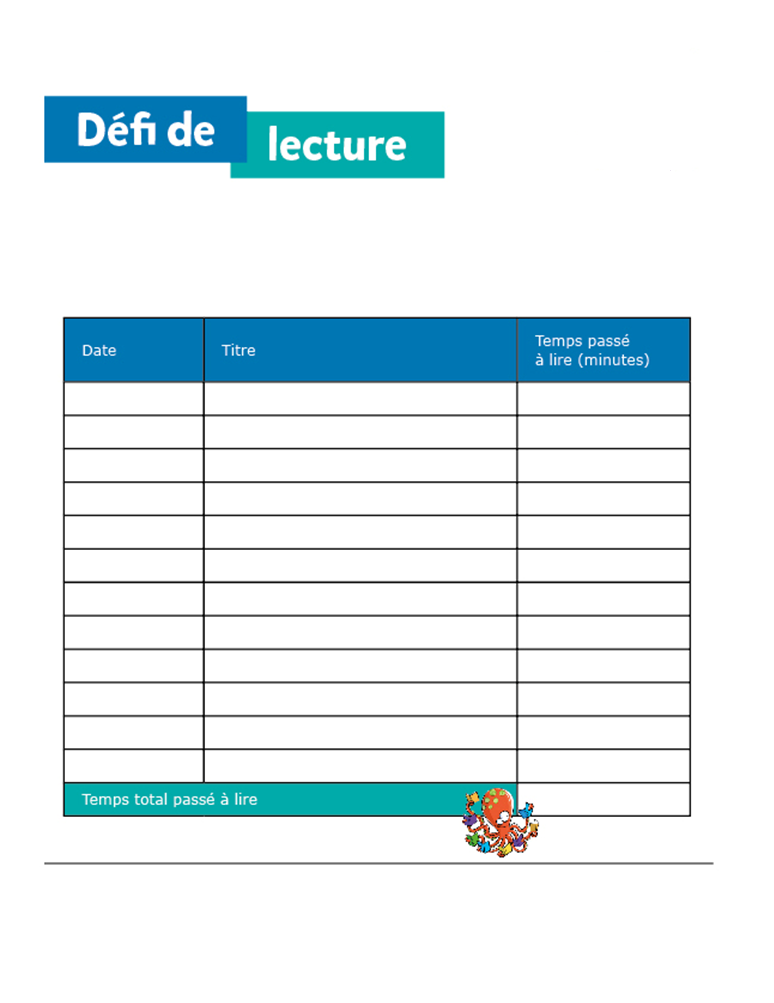 Défi de
lecture
Date
Titre
Temps passé
à lire (minutes)
Temps total passé à lire